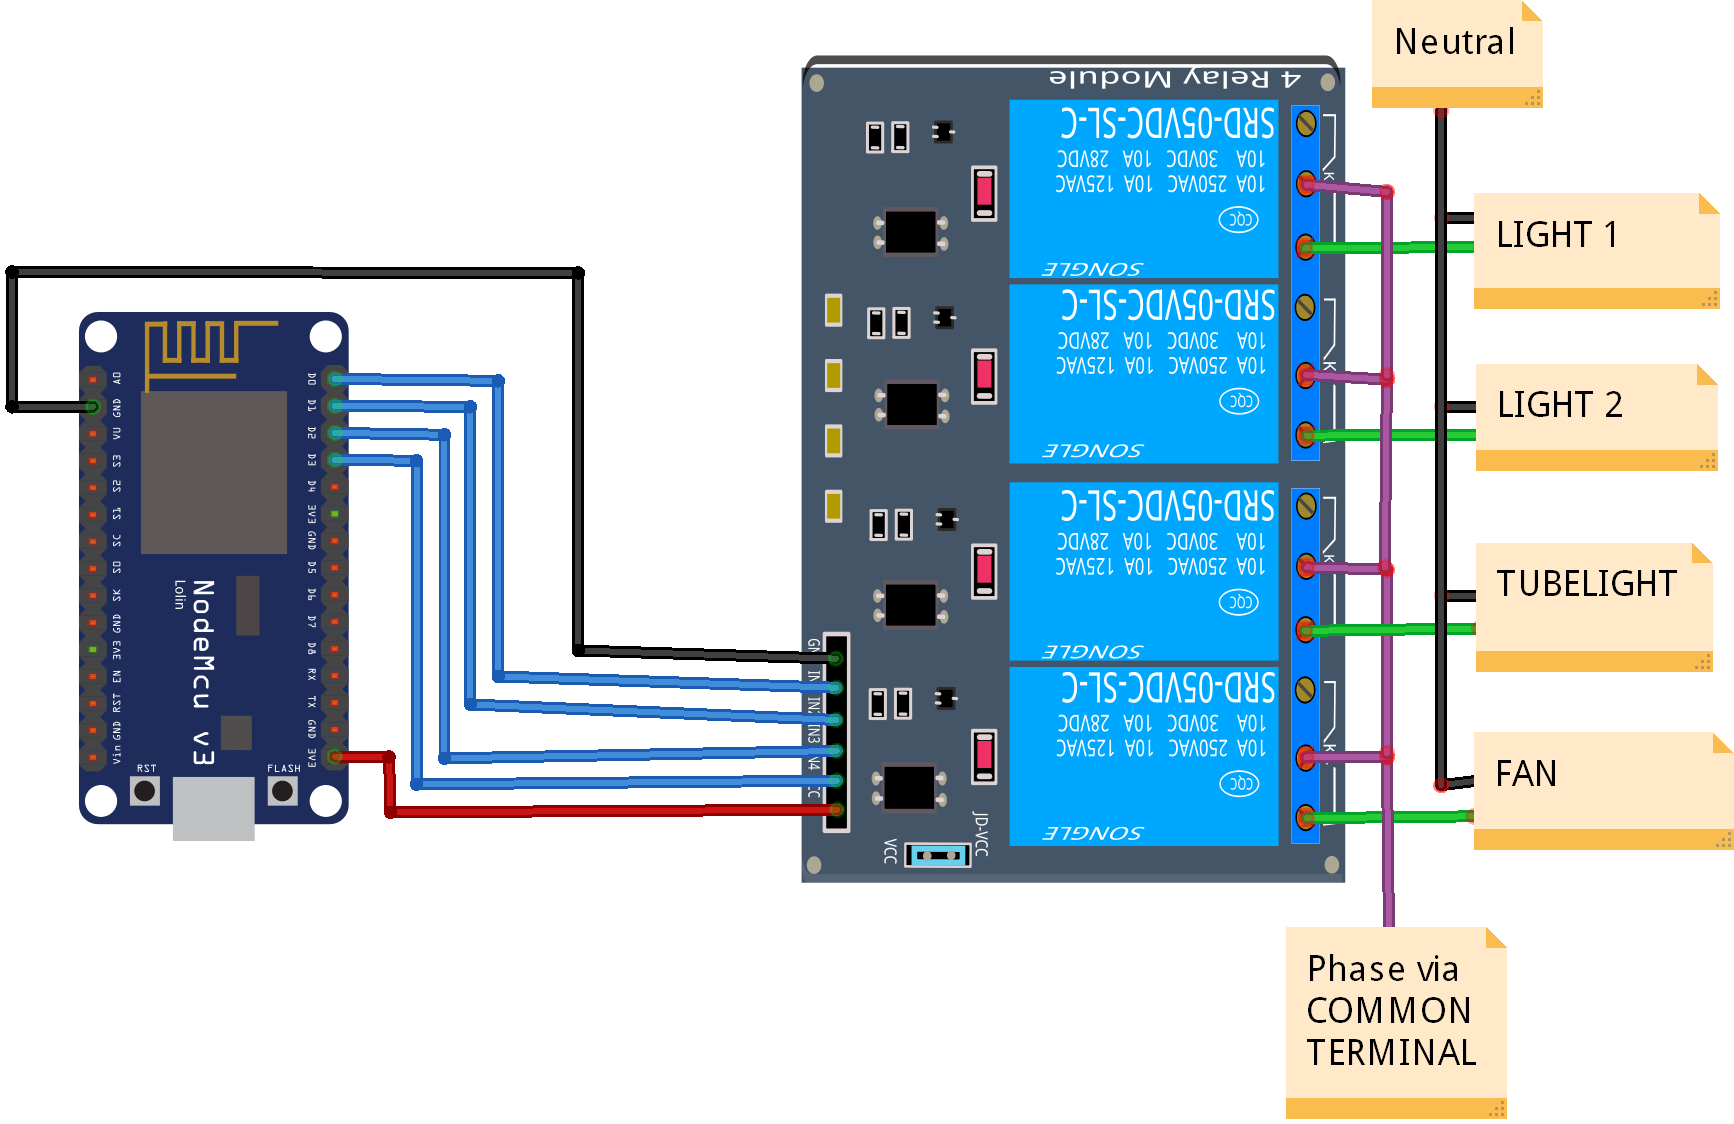 Neutral
4 Relay Module
SRD-05VDC-SL-C
10A 30VDC 10A 28VDC
10A 250VAC 10A 125VAC
CQC
SONGLE
LIGHT 1
SRD-05VDC-SL-C
10A 30VDC 10A 28VDC
10A 250VAC 10A 125VAC
CQC
SONGLE
LIGHT 2
SRD-05VDC-SL-C
10A 30VDC 10A 28VDC
10A 250VAC 10A 125VAC
CQC
SONGLE
TUBELIGHT
SRD-05VDC-SL-C
10A 30VDC 10A 28VDC
10A 250VAC 10A 125VAC
CQC
SONGLE
FAN
A0
GND
VU
S3
S2
S1
SC
SO
SK
GND
3V3
EN
RST
GND
Vin
D0
D1
D2
D3
D4
3V3
GND
D5
D6
D7
D8
RX
TX
GND
3V3
NodeMcu v3
Lolin
RST
FLASH
IN2
IN3
VCC
JD-VCC
Phase via
COMMON
TERMINAL